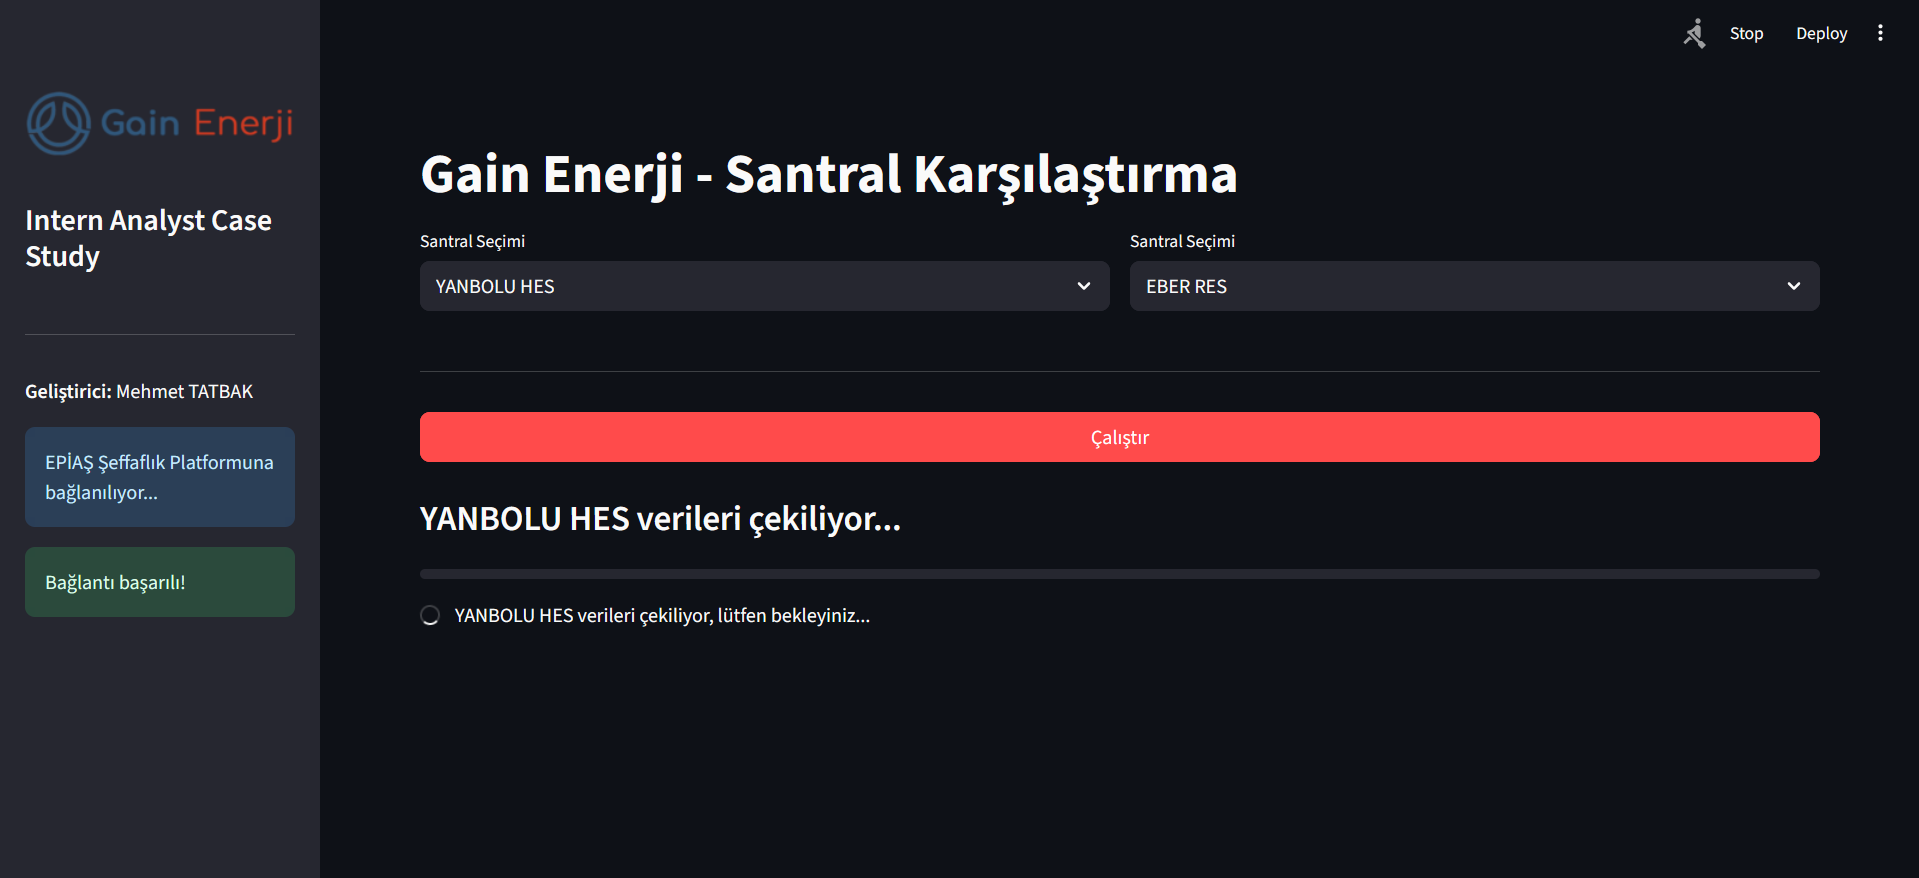 Stop
Deploy
Gain Enerji
Intern Analyst Case
Study
Geliştirici: Mehmet TATBAK
EPİAŞ Şeffaflık Platformuna
bağlanılıyor...
Bağlantı başarılı!
Gain Enerji - Santral Karşılaştırma
Santral Seçimi
YANBOLU HES
Santral Seçimi
EBER RES
Çalıştır
YANBOLU HES verileri çekiliyor...
YANBOLU HES verileri çekiliyor, lütfen bekleyiniz...